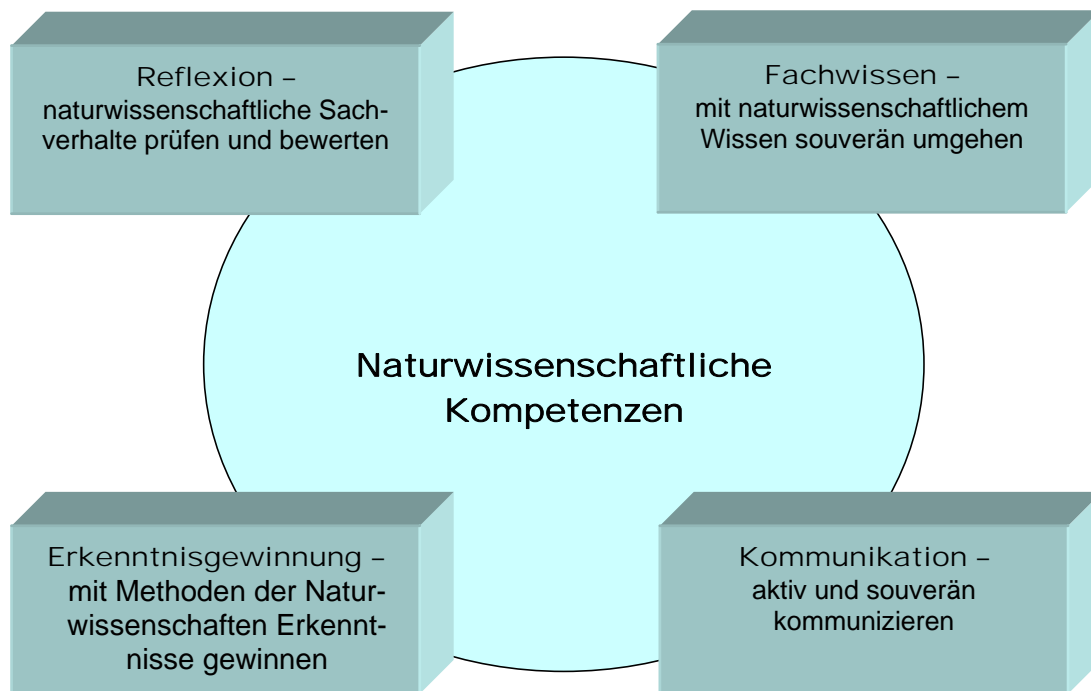 Reflexion –
naturwissenschaftliche Sach-
verhalte prüfen und bewerten
Fachwissen –
mit naturwissenschaftlichem
Wissen souverän umgehen
Naturwissenschaftliche
Kompetenzen
Erkenntnisgewinnung –
mit Methoden der Natur-
wissenschaften Erkennt-
nisse gewinnen
Kommunikation –
aktiv und souverän
kommunizieren